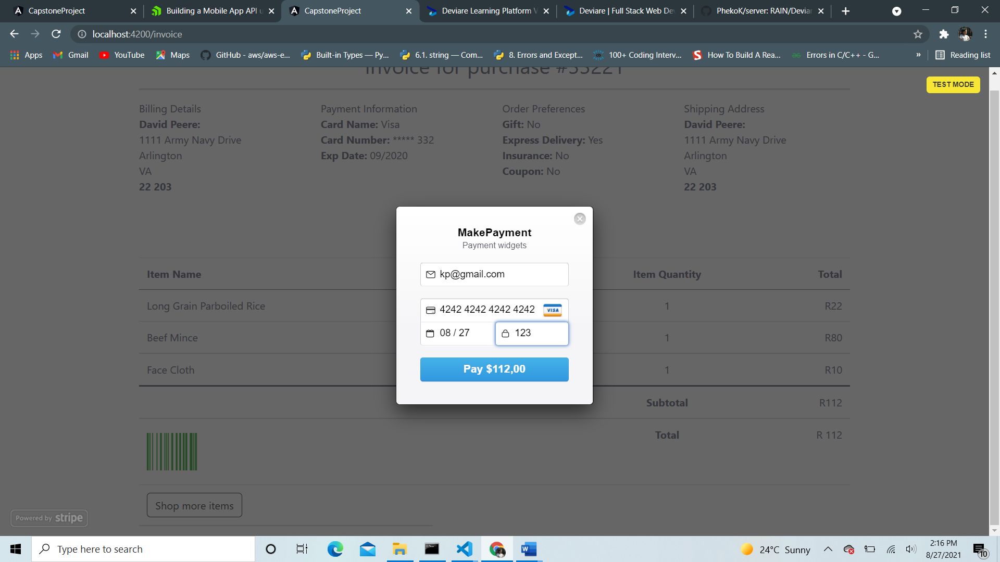 CapstoneProject
Building a Mobile App API u
CapstoneProject
Deviare Learning Platform V
Deviare | Full Stack Web De
PhekoK/server: RAIN/Deviar
localhost:4200/invoice
Apps
Gmail
YouTube
Maps
GitHub - aws/aws-e...
Built-in Types — Py...
6.1. string — Com...
8. Errors and Except...
100+ Coding Interv...
How To Build A Rea...
Errors in C/C++ - G...
»
Reading list
Invoice for purchase #33221
TEST MODE
Billing Details
David Peere:
1111 Army Navy Drive
Arlington
VA
22 203
Payment Information
Card Name: Visa
Card Number: ***** 332
Exp Date: 09/2020
Order Preferences
Gift: No
Express Delivery: Yes
Insurance: No
Coupon: No
Shipping Address
David Peere:
1111 Army Navy Drive
Arlington
VA
22 203
MakePayment
Payment widgets
kp@gmail.com
4242 4242 4242 4242
VISA
08 / 27
123
Pay $112,00
Item Name
Item Quantity
Total
Long Grain Parboiled Rice
1
R22
Beef Mince
1
R80
Face Cloth
1
R10
Subtotal
R112
Total
R 112
Shop more items
Powered by stripe
Type here to search
24°C Sunny
2:16 PM
8/27/2021
10